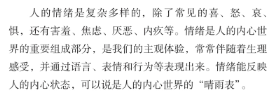 人的情绪是复杂多样的，除了常见的喜、怒、哀、
惧，还有害羞、焦虑、厌恶、内疚等。情绪是人的内心世
界的重要组成部分，是我们的主观体验，常常伴随着生理
感受，并通过语言、表情和行为等表现出来。情绪能反映
人的内心状态，可以说是人的内心世界的“晴雨表”。